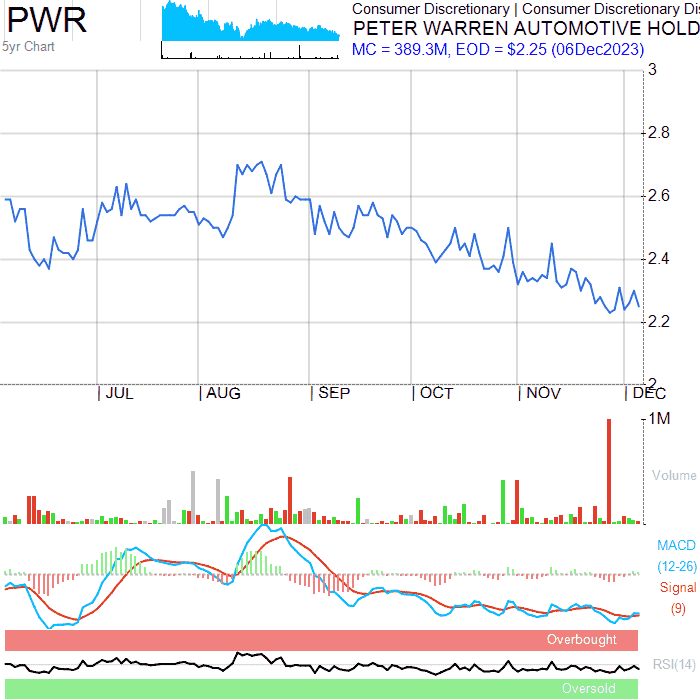 PWR
5yr Chart
Consumer Discretionary | Consumer Discretionary Dis
PETER WARREN AUTOMOTIVE HOLD
MC = 389.3M, EOD = $2.25 (06Dec2023)
3
2.8
2.6
2.4
2.2
2
JUL AUG SEP OCT NOV DEC
1M
Volume
MACD
(12-26)
Signal
(9)
Overbought
RSI(14)
Oversold